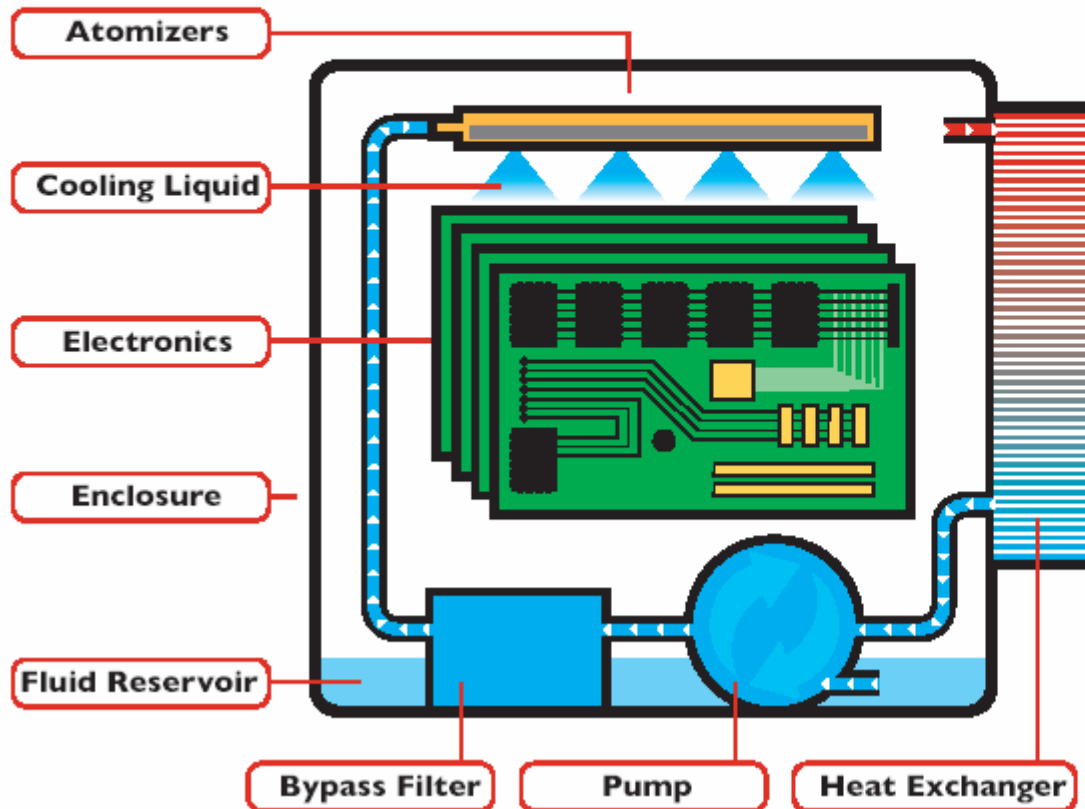 Atomizers
Cooling Liquid
Electronics
Enclosure
Fluid Reservoir
Bypass Filter
Pump
Heat Exchanger